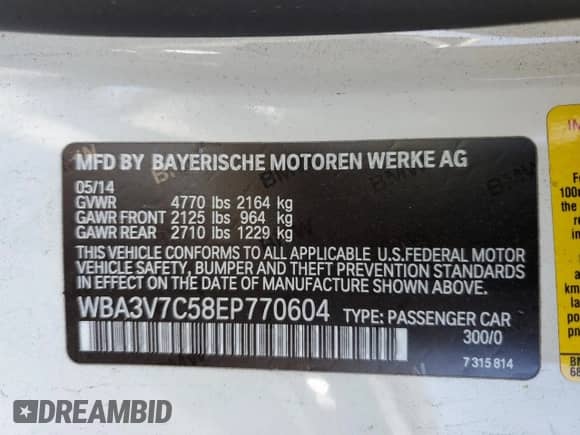 MFD BY BAYERISCHE MOTOREN WERKE AG
05/14
GVWR 4770 lbs 2164 kg
GAWR FRONT 2125 lbs 964 kg
GAWR REAR 2710 lbs 1229 kg
THIS VEHICLE CONFORMS TO ALL APPLICABLE U.S.FEDERAL MOTOR
VEHICLE SAFETY, BUMPER AND THEFT PREVENTION STANDARDS
IN EFFECT ON THE DATE OF MANUFACTURE SHOWN ABOVE.
WBA3V7C58EP770604 TYPE: PASSENGER CAR
300/0
7 315 814
DREAMBID